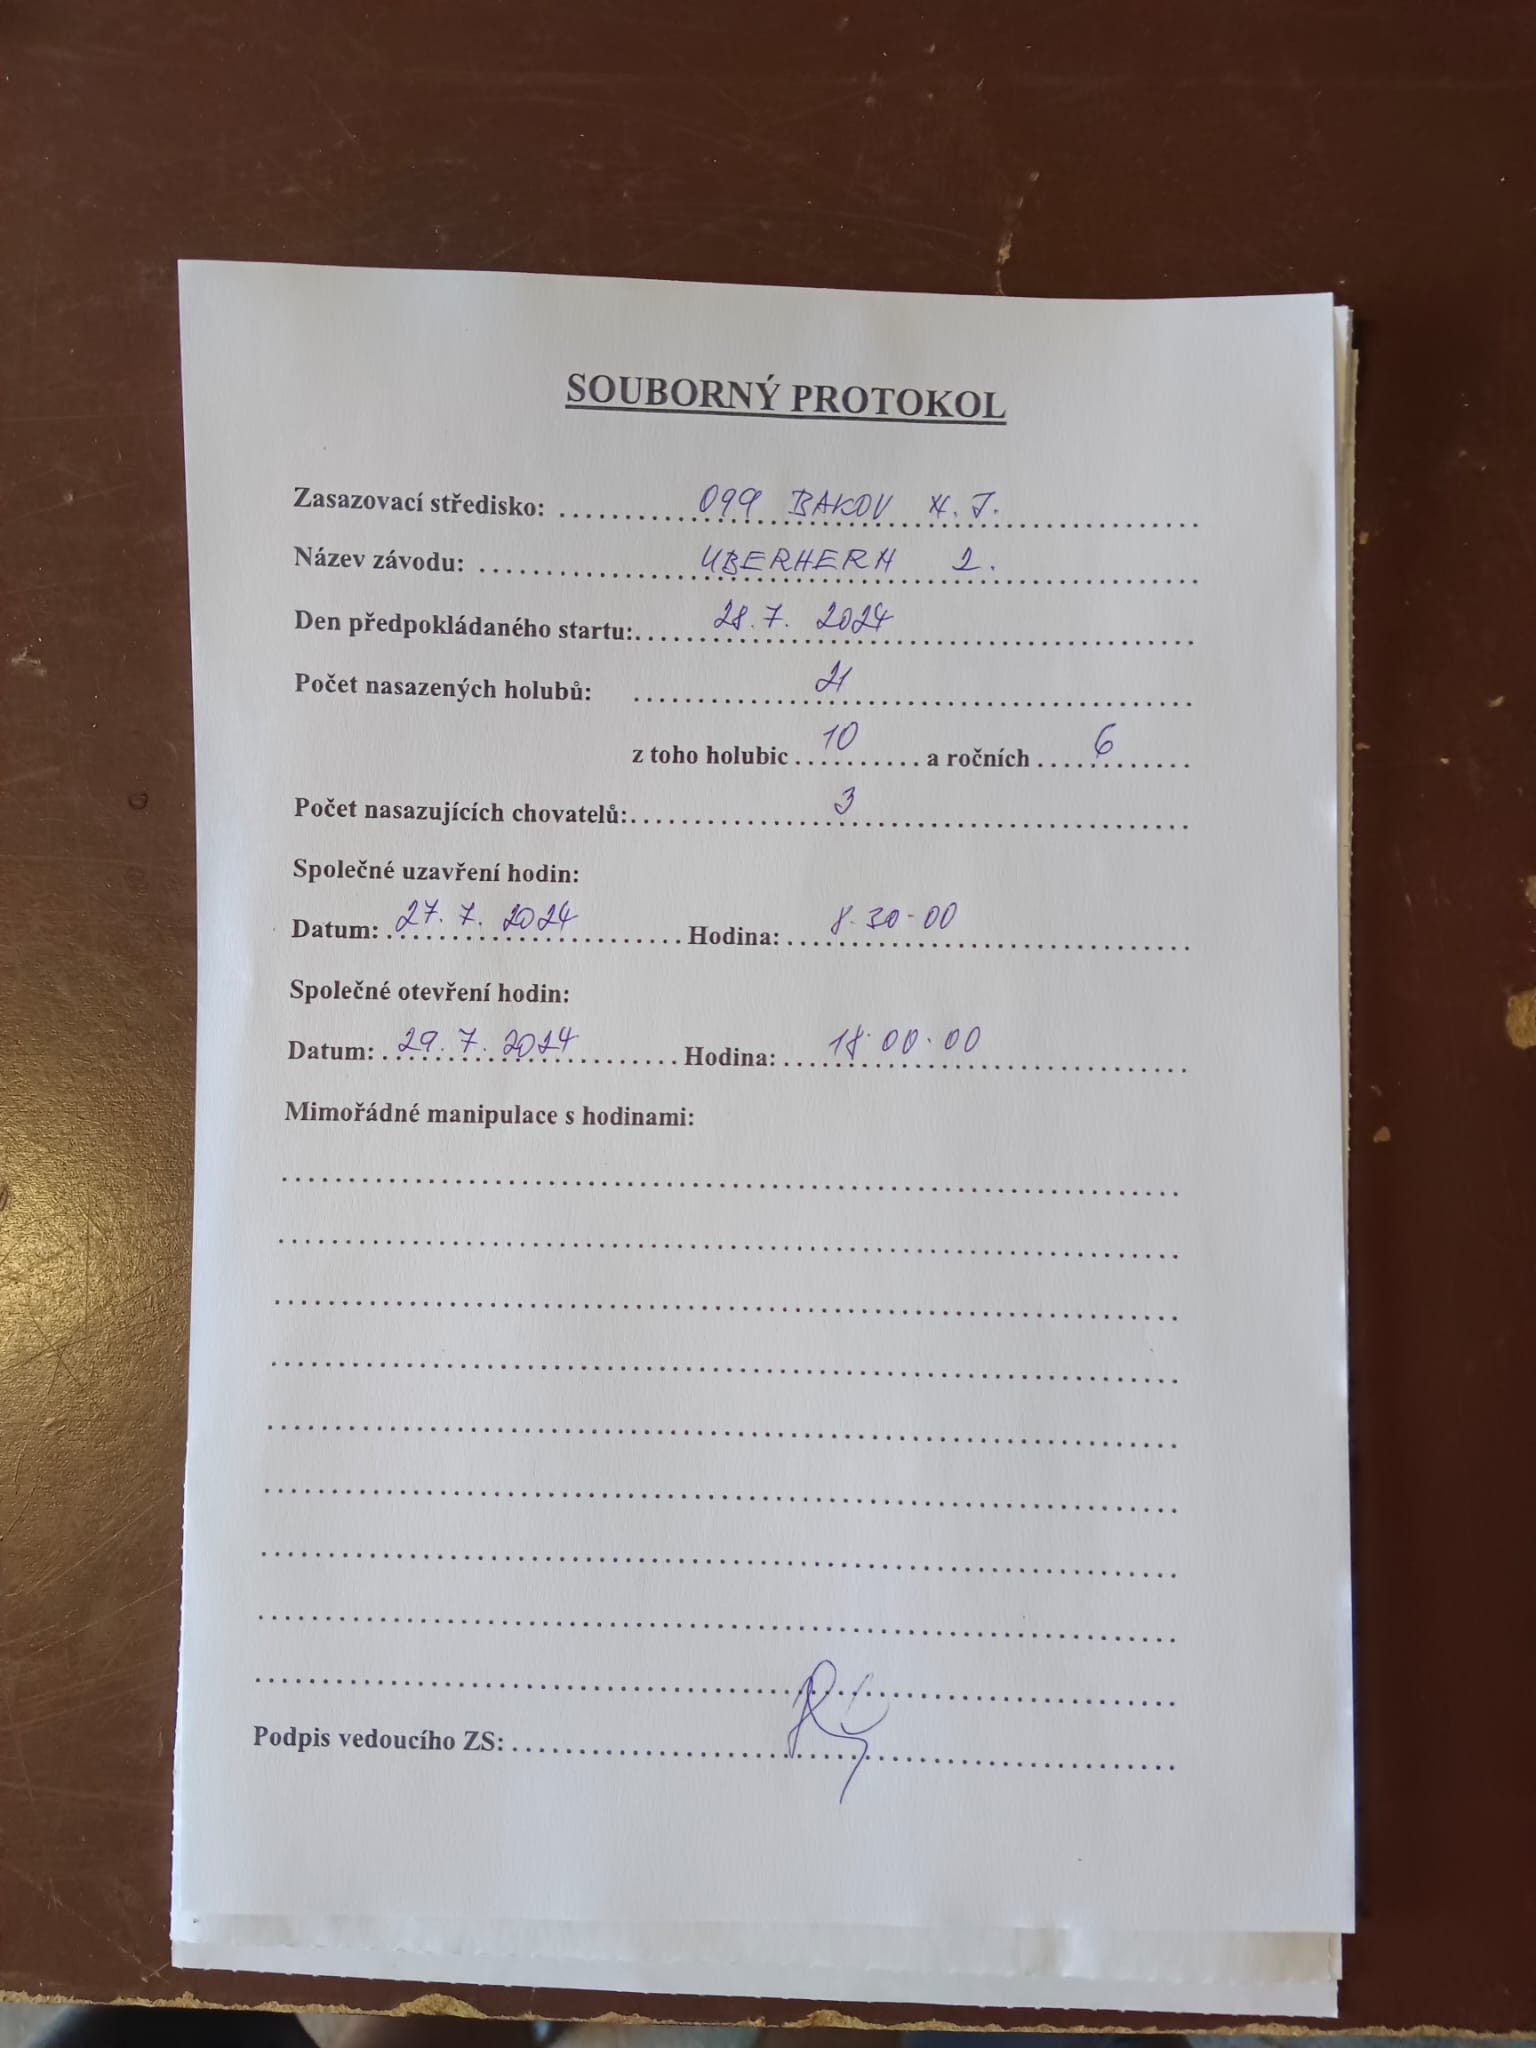 SOUBORNÝ PROTOKOL
Zasazovací středisko: 099 BAKOV N. J.
Název závodu: UBERHERN 2.
Den předpokládaného startu: 28. 7. 2024
Počet nasazených holubů: 21
z toho holubic 10 a ročních 6
Počet nasazujících chovatelů: 3
Společné uzavření hodin:
Datum: 27. 7. 2024 Hodina: 8.30.00
Společné otevření hodin:
Datum: 29. 7. 2024 Hodina: 18.00.00
Mimořádné manipulace s hodinami:
Podpis vedoucího ZS: